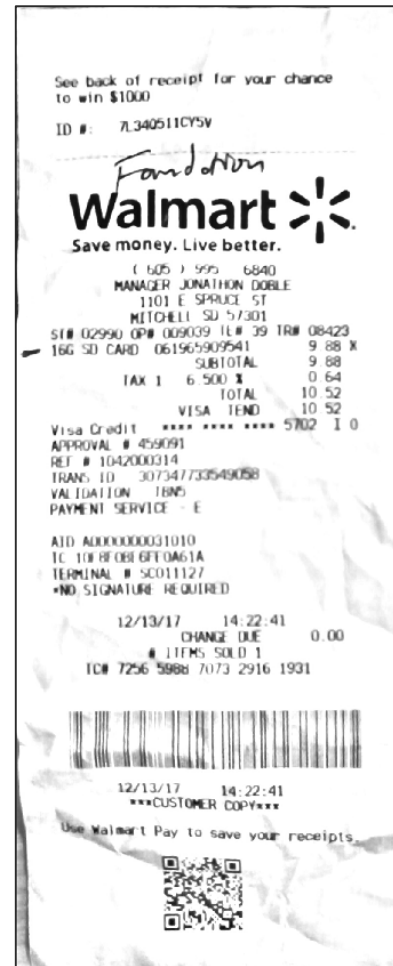 See back of receipt for your chance
to win $1000
ID #: 7L340511CY5V
Foundation
Walmart
Save money. Live better.
( 605 ) 995 6840
MANAGER JONATHON DOBLE
1101 E SPRUCE ST
MITCHELL SD 57301
ST# 02990 OP# 009039 TE# 39 TR# 08423
16G SD CARD 061965909541 9 88 X
SUBTOTAL 9 88
TAX 1 6.500 % 0 64
TOTAL 10 52
VISA TEND 10 52
Visa Credit **** **** **** 5702 I 0
APPROVAL # 459091
REF # 1042000314
TRANS ID 307347733549058
VALIDATION TBN5
PAYMENT SERVICE - E
AID A0000000031010
TC 10F8F0BE6FF0A61A
TERMINAL # SC011127
*NO SIGNATURE REQUIRED
12/13/17 14:22:41
CHANGE DUE 0.00
# ITEMS SOLD 1
TC# 7256 5988 7073 2916 1931
12/13/17 14:22:41
***CUSTOMER COPY***
Use Walmart Pay to save your receipts.